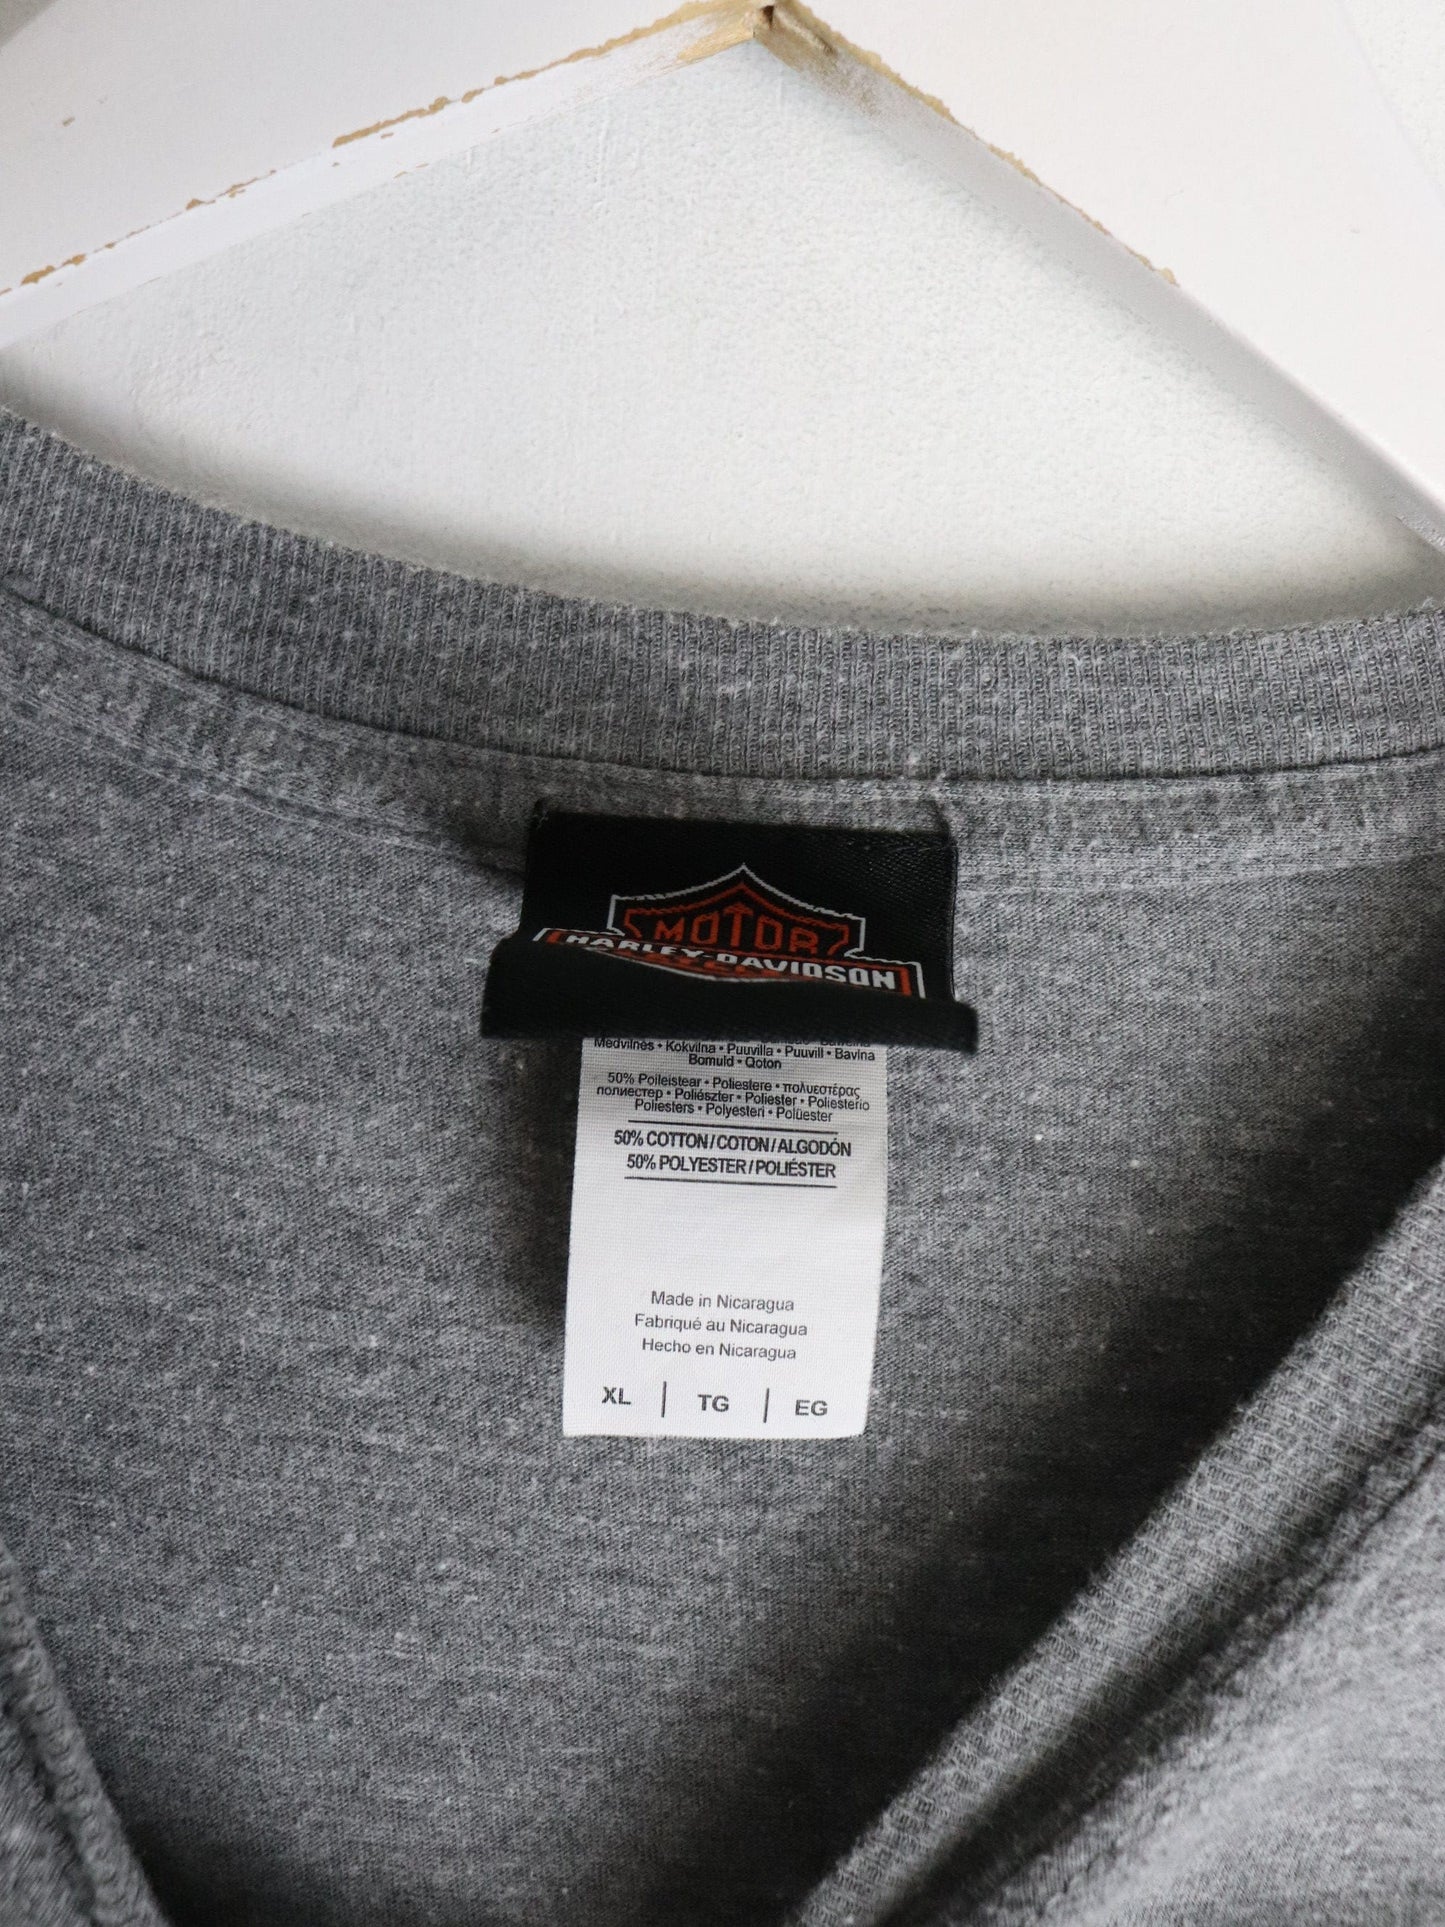 MOTOR
HARLEY-DAVIDSON
Medvilnės • Kokvilna • Puuvilla • Puuvill • Bavlna
Bomuld • Qoton
50% Poileistear • Poliestere • πολυεστέρας
полиестер • Poliészter • Poliester • Poliesterio
Poliesters • Polyesteri • Polüester
50% COTTON/COTON/ALGODÓN
50% POLYESTER/POLIÉSTER
Made in Nicaragua
Fabriqué au Nicaragua
Hecho en Nicaragua
XL | TG | EG